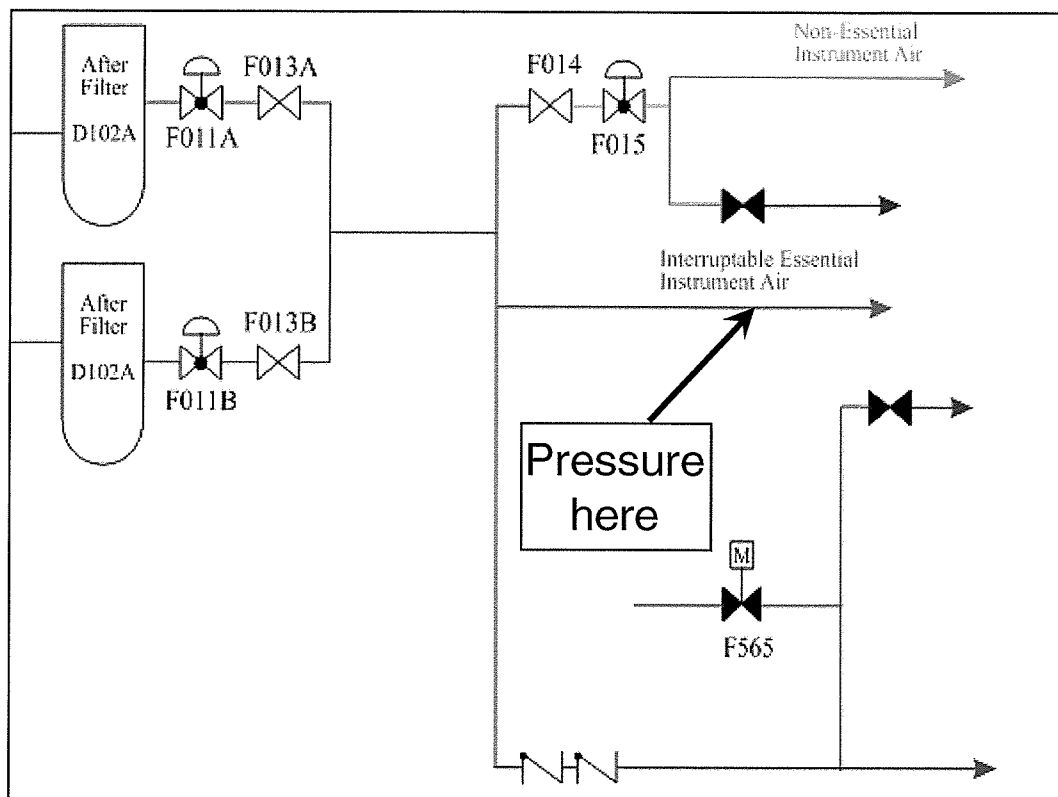 After
Filter
D102A
F011A
F013A
F014
F015
Non-Essential
Instrument Air
Interruptable Essential
Instrument Air
After
Filter
D102A
F011B
F013B
Pressure
here
M
F565